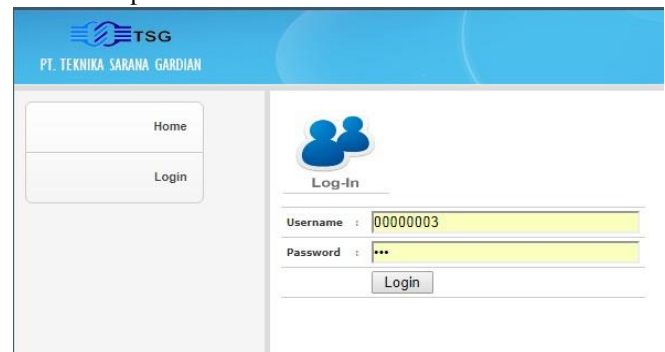 TSG
PT. TEKNIKA SARANA GARDIAN
Home
Login
Log-In
Username : 00000003
Password : •••
Login